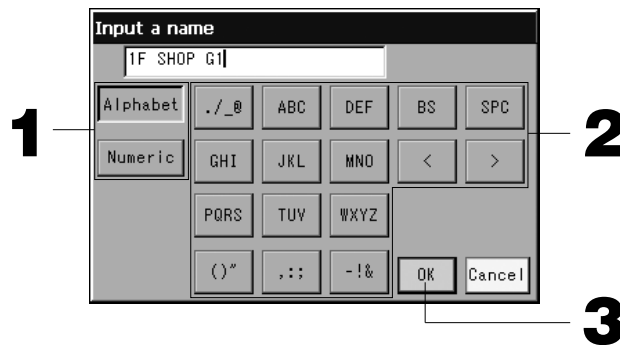 Input a name
1F SHOP G1
Alphabet ./_@ ABC DEF BS SPC
1 2
Numeric GHI JKL MNO < >
PQRS TUV WXYZ
()" ,:; -!& OK Cancel
3